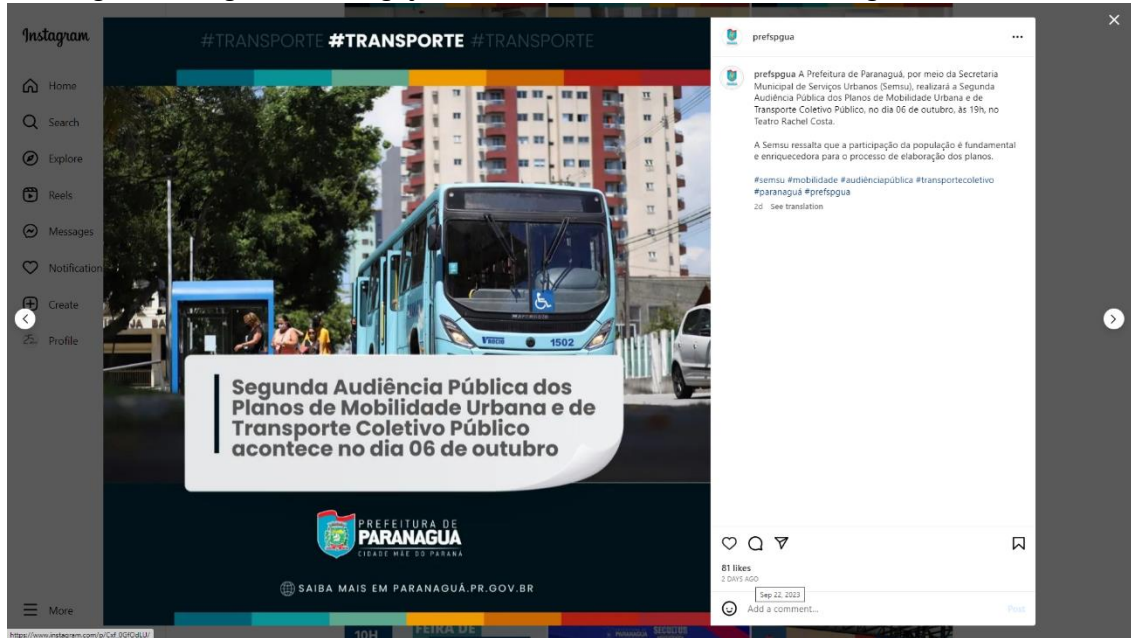 Instagram
Home
Search
Explore
Reels
Messages
Notification
Create
Profile
More
#TRANSPORTE #TRANSPORTE #TRANSPORTE
1502
Segunda Audiência Pública dos
Planos de Mobilidade Urbana e de
Transporte Coletivo Público
acontece no dia 06 de outubro
PREFEITURA DE
PARANAGUÁ
CIDADE MÃE DO PARANÁ
SAIBA MAIS EM PARANAGUÁ.PR.GOV.BR
prefspgua
prefspgua A Prefeitura de Paranaguá, por meio da Secretaria
Municipal de Serviços Urbanos (Semsu), realizará a Segunda
Audiência Pública dos Planos de Mobilidade Urbana e de
Transporte Coletivo Público, no dia 06 de outubro, às 19h, no
Teatro Rachel Costa.
A Semsu ressalta que a participação da população é fundamental
e enriquecedora para o processo de elaboração dos planos.
#semsu #mobilidade #audiênciapública #transportecoletivo
#paranaguá #prefspgua
2d See translation
81 likes
2 DAYS AGO
Sep 22, 2023
Add a comment...
Post
10H
FEIRA DE